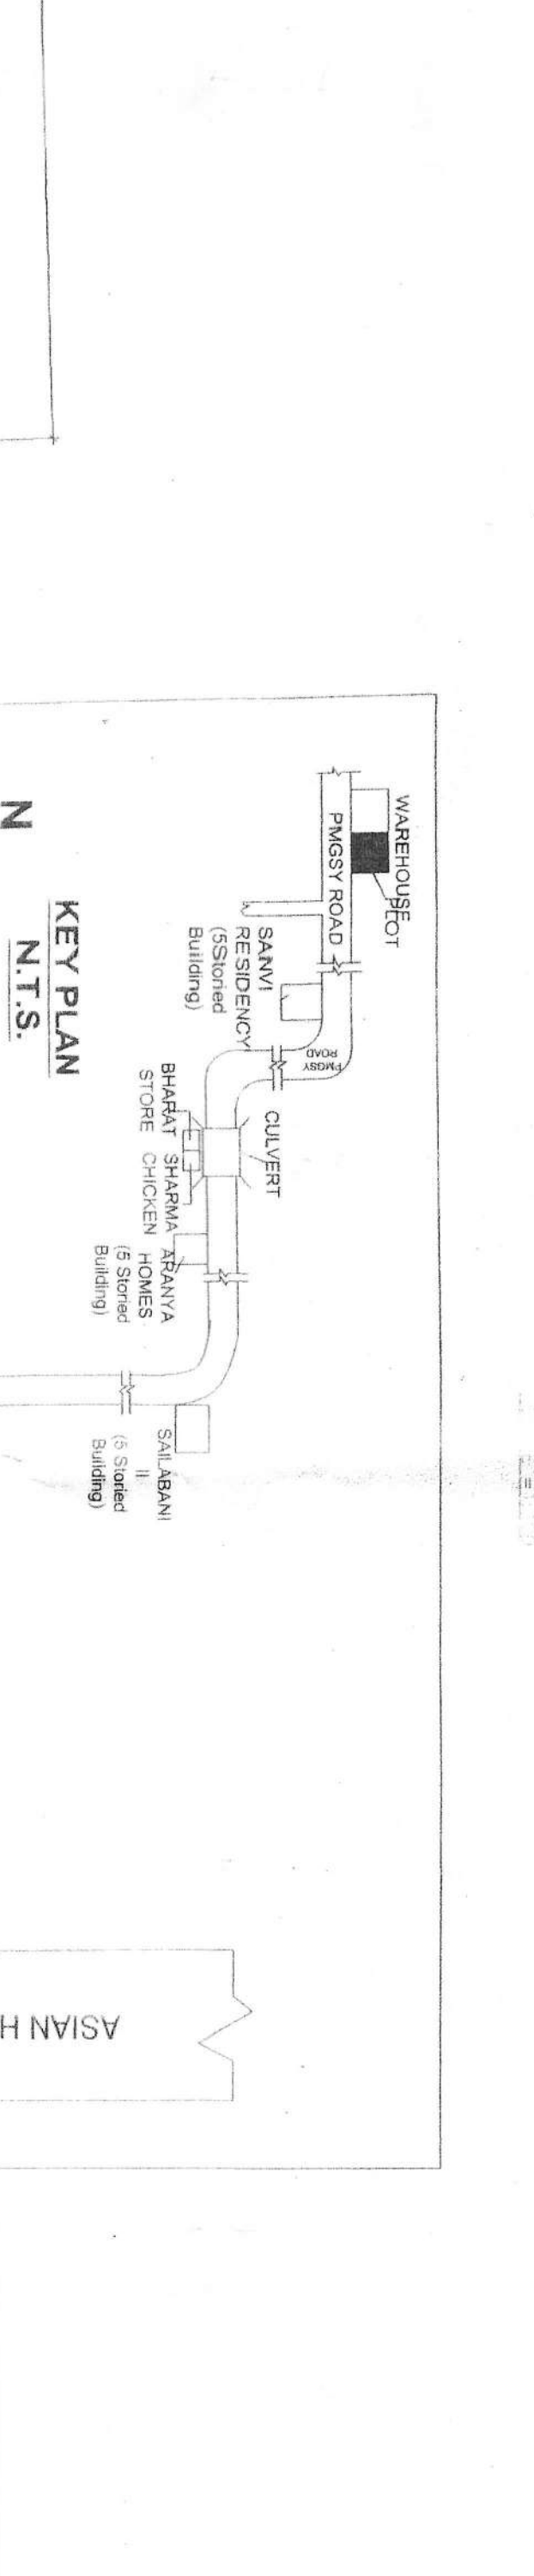 WAREHOUSE
PLOT
PMGSY ROAD
SANVI
RESIDENCY
(5Storied
Building)
PMGSY
ROAD
CULVERT
BHARAT
STORE
SHARMA
CHICKEN
ARANYA
HOMES
(5 Storied
Building)
SAILABANI
II
(5 Storied
Building)
KEY PLAN
N.T.S.
N
ASIAN H